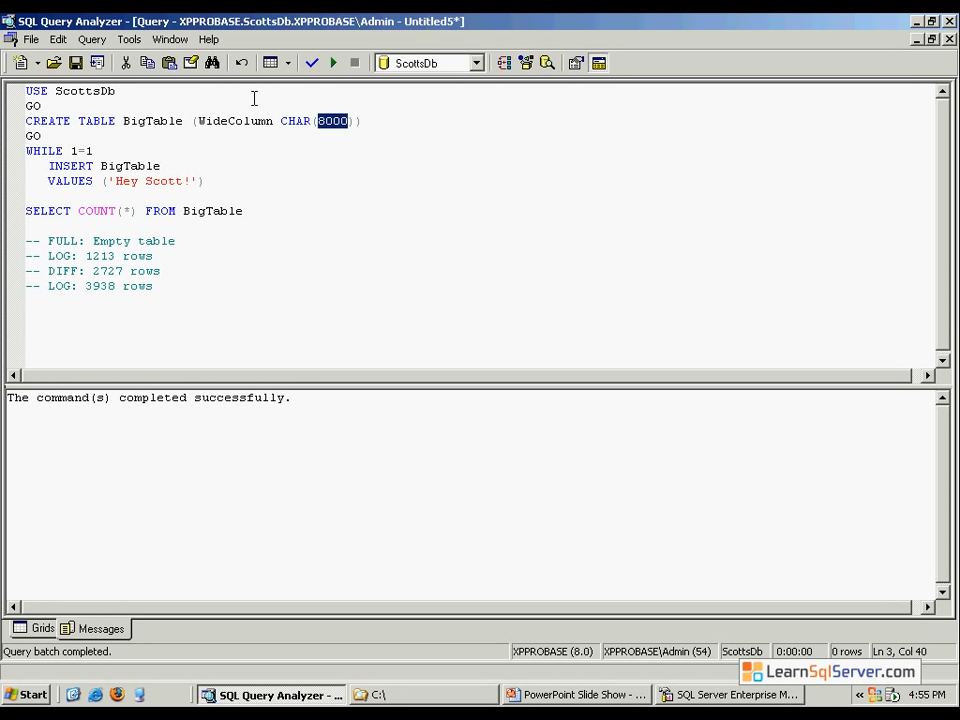 SQL Query Analyzer - [Query - XPPROBASE.ScottsDb.XPPROBASE\Admin - Untitled5*]
File Edit Query Tools Window Help
ScottsDb
USE ScottsDb
GO
CREATE TABLE BigTable (WideColumn CHAR(8000))
GO
WHILE 1=1
INSERT BigTable
VALUES ('Hey Scott!')
SELECT COUNT(*) FROM BigTable
-- FULL: Empty table
-- LOG: 1213 rows
-- DIFF: 2727 rows
-- LOG: 3938 rows
The command(s) completed successfully.
Grids Messages
Query batch completed. XPPROBASE (8.0) XPPROBASE\Admin (54) ScottsDb 0:00:00 0 rows Ln 3, Col 40
LearnSqlServer.com
Start SQL Query Analyzer - ... C:\ PowerPoint Slide Show - ... SQL Server Enterprise M... « 4:55 PM